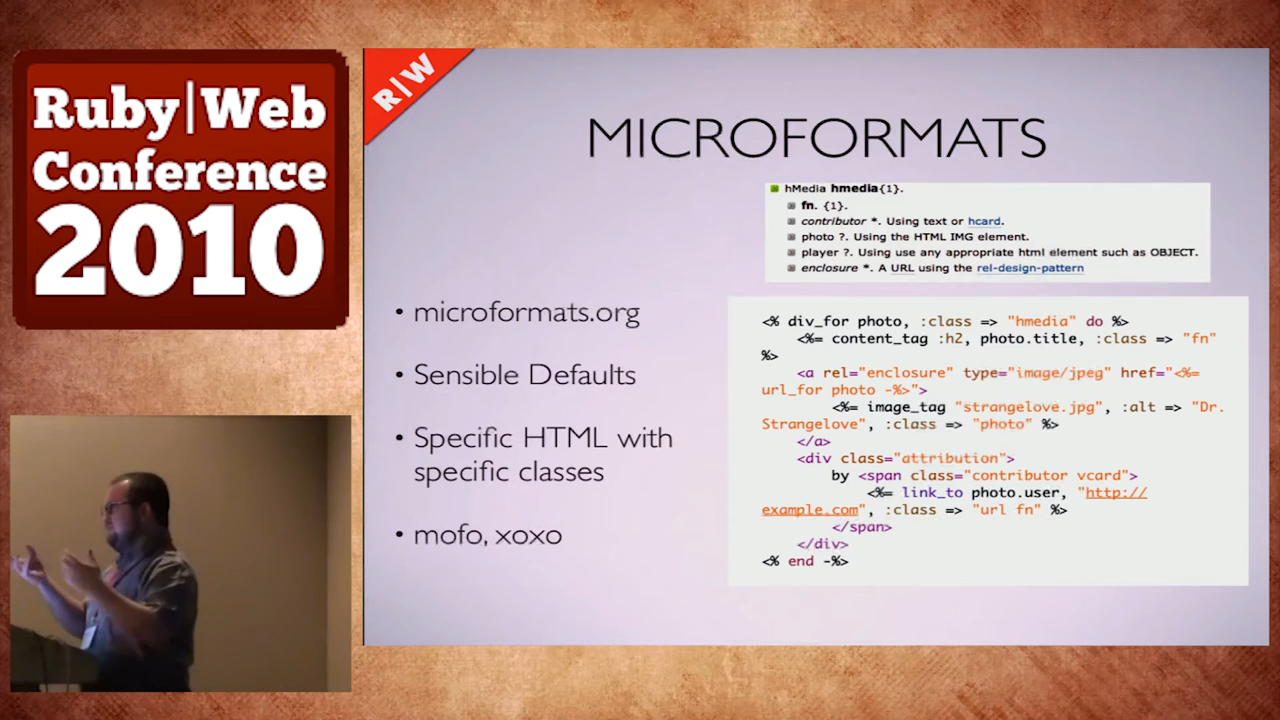 Ruby|Web
Conference
2010
R|W
MICROFORMATS
hMedia hmedia{1}.
fn. {1}.
contributor *. Using text or hcard.
photo ?. Using the HTML IMG element.
player ?. Using use any appropriate html element such as OBJECT.
enclosure *. A URL using the rel-design-pattern
• microformats.org
• Sensible Defaults
• Specific HTML with
specific classes
• mofo, xoxo
<% div_for photo, :class => "hmedia" do %>
<%= content_tag :h2, photo.title, :class => "fn"
%>
<a rel="enclosure" type="image/jpeg" href="<%=
url_for photo -%>">
<%= image_tag "strangelove.jpg", :alt => "Dr.
Strangelove", :class => "photo" %>
</a>
<div class="attribution">
by <span class="contributor vcard">
<%= link_to photo.user, "http://
example.com", :class => "url fn" %>
</span>
</div>
<% end -%>